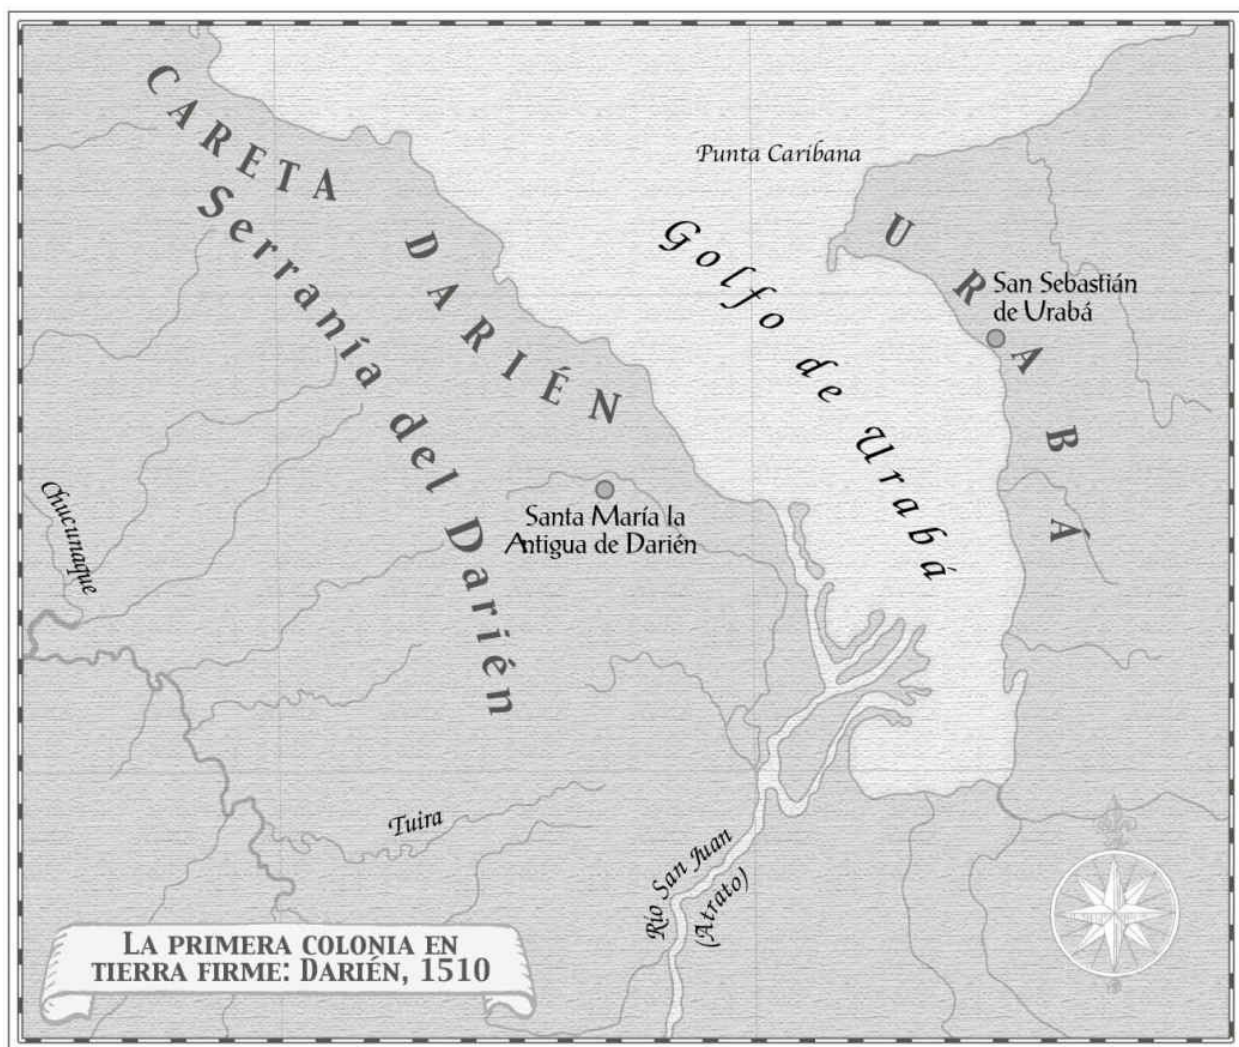 CARETA
Punta Caribana
Serranía del Darién
DARIÉN
Golfo de Urabá
URABÁ
San Sebastián
de Urabá
Chucunaque
Santa María la
Antigua de Darién
Tuira
Río San Juan
(Atrato)
LA PRIMERA COLONIA EN
TIERRA FIRME: DARIÉN, 1510